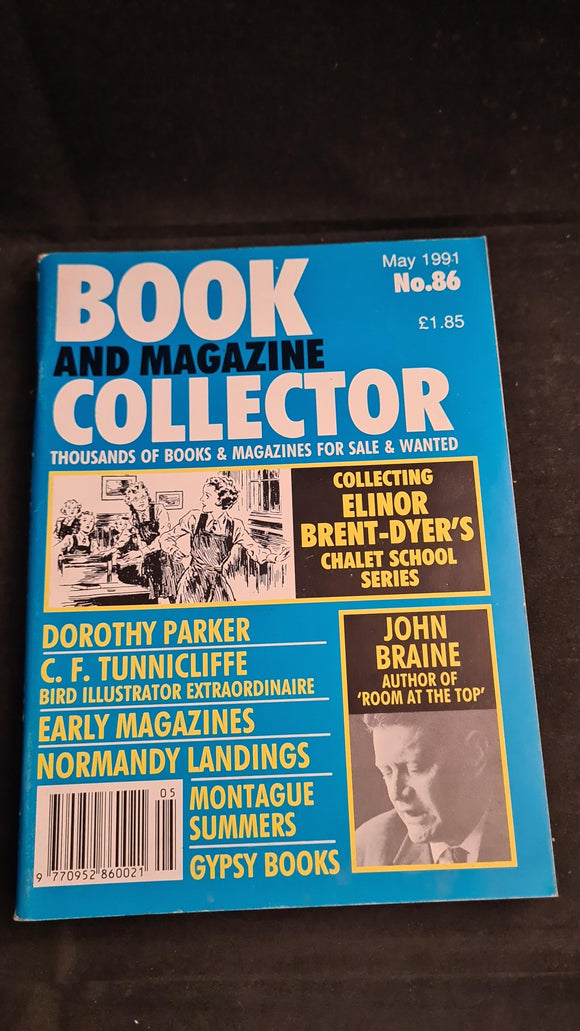 May 1991
No.86
£1.85
BOOK
AND MAGAZINE
COLLECTOR
THOUSANDS OF BOOKS & MAGAZINES FOR SALE & WANTED
COLLECTING
ELINOR
BRENT-DYER'S
CHALET SCHOOL
SERIES
DOROTHY PARKER
C. F. TUNNICLIFFE
BIRD ILLUSTRATOR EXTRAORDINAIRE
EARLY MAGAZINES
NORMANDY LANDINGS
MONTAGUE
SUMMERS
GYPSY BOOKS
JOHN
BRAINE
AUTHOR OF
'ROOM AT THE TOP'
05
9 770952 860021